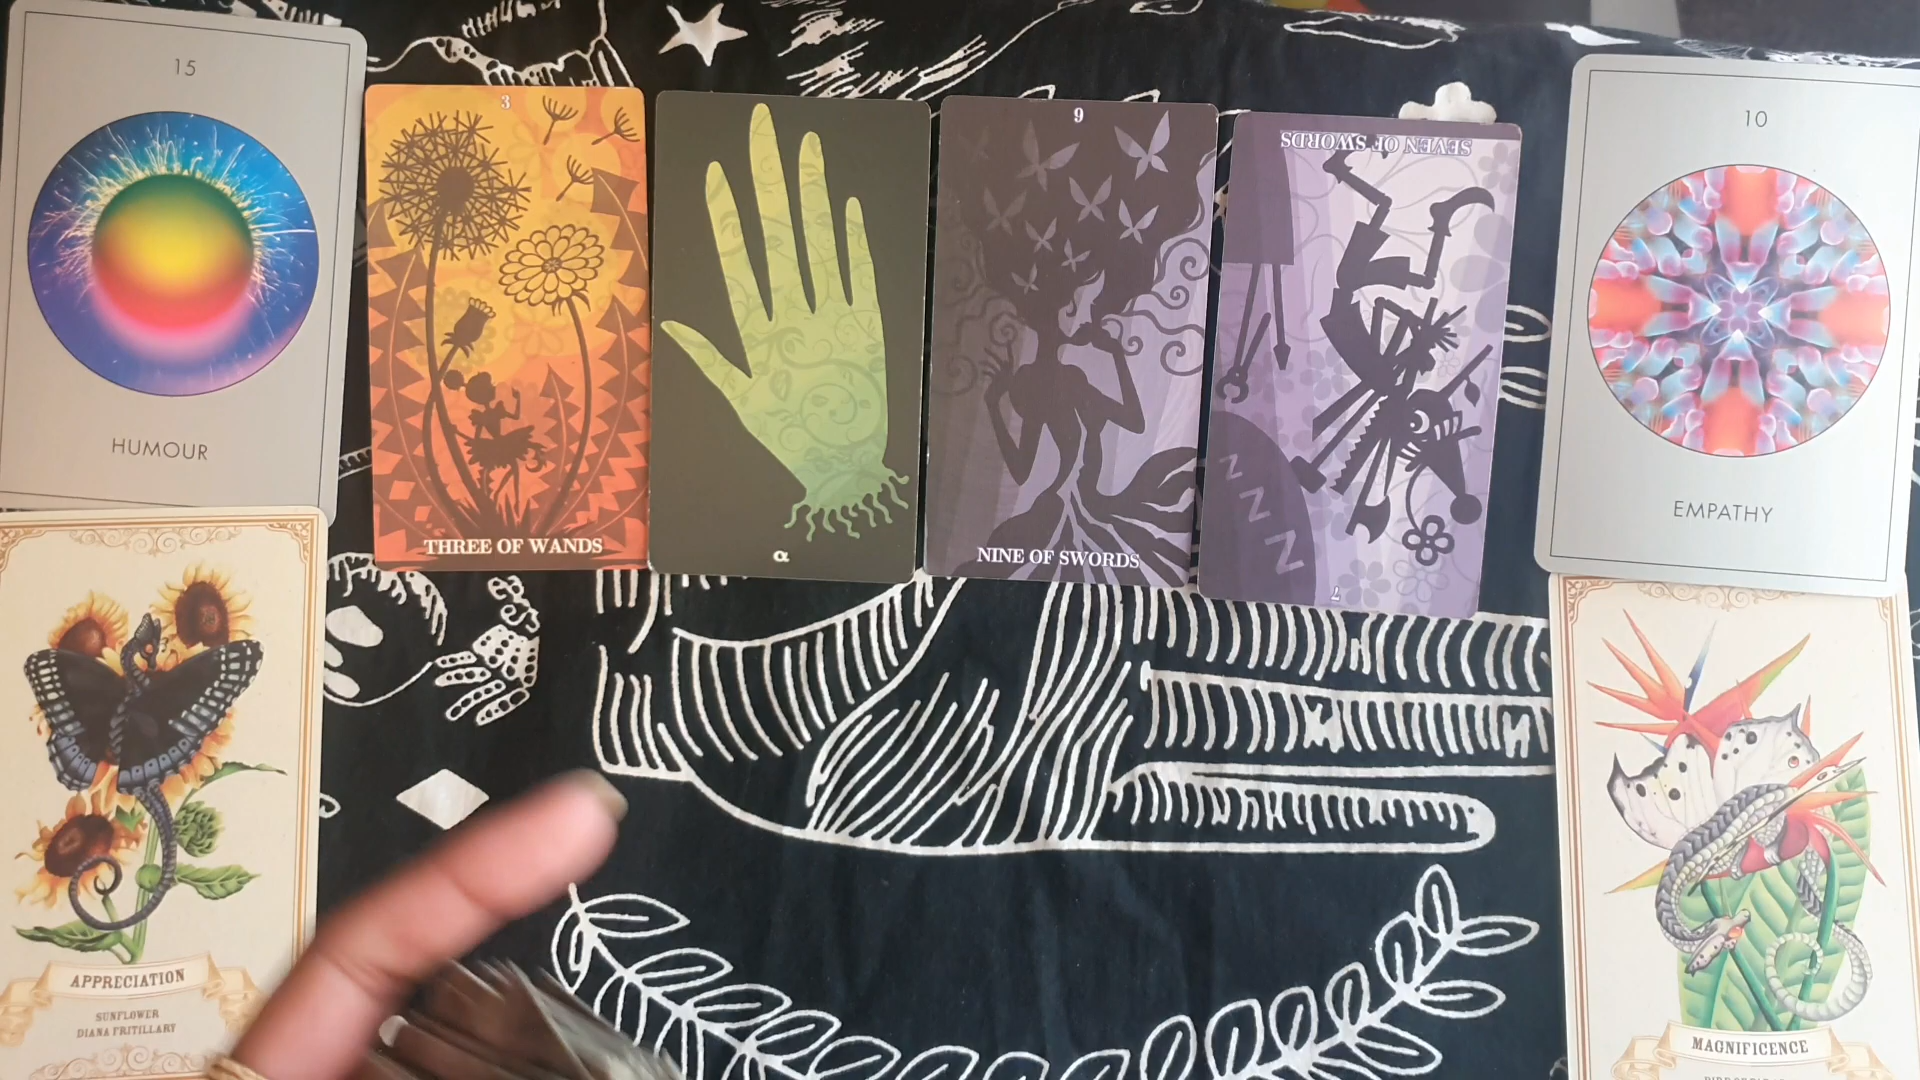 15
HUMOUR
3
THREE OF WANDS
α
9
NINE OF SWORDS
SEVEN OF SWORDS
Z
Z
Z
7
10
EMPATHY
APPRECIATION
SUNFLOWER
DIANA FRITILLARY
MAGNIFICENCE